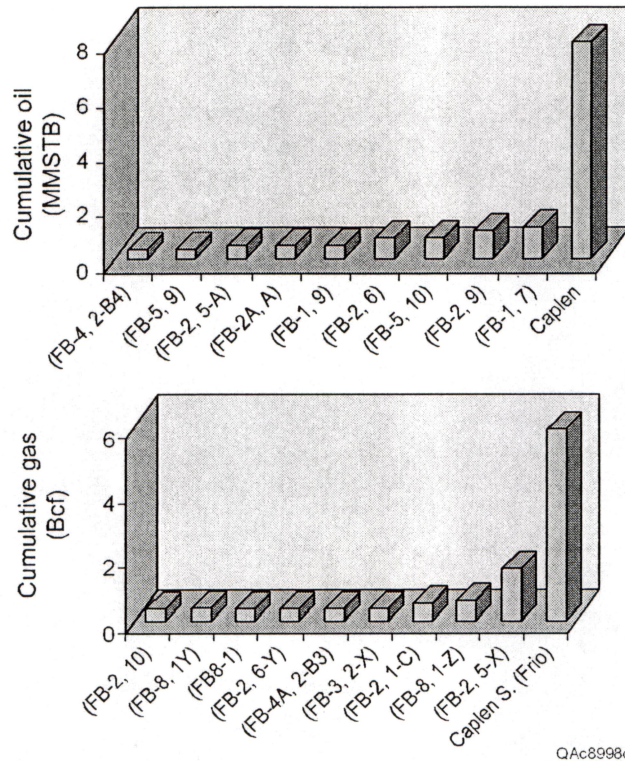 Cumulative oil
(MMSTB)
8
6
4
2
0
(FB-4, 2-B4)
(FB-5, 9)
(FB-2, 5-A)
(FB-2A, A)
(FB-1, 9)
(FB-2, 6)
(FB-5, 10)
(FB-2, 9)
(FB-1, 7)
Caplen
Cumulative gas
(Bcf)
6
4
2
0
(FB-2, 10)
(FB-8, 1Y)
(FB8-1)
(FB-2, 6-Y)
(FB-4A, 2-B3)
(FB-3, 2-X)
(FB-2, 1-C)
(FB-8, 1-Z)
(FB-2, 5-X)
Caplen S. (Frio)
QAc8998c